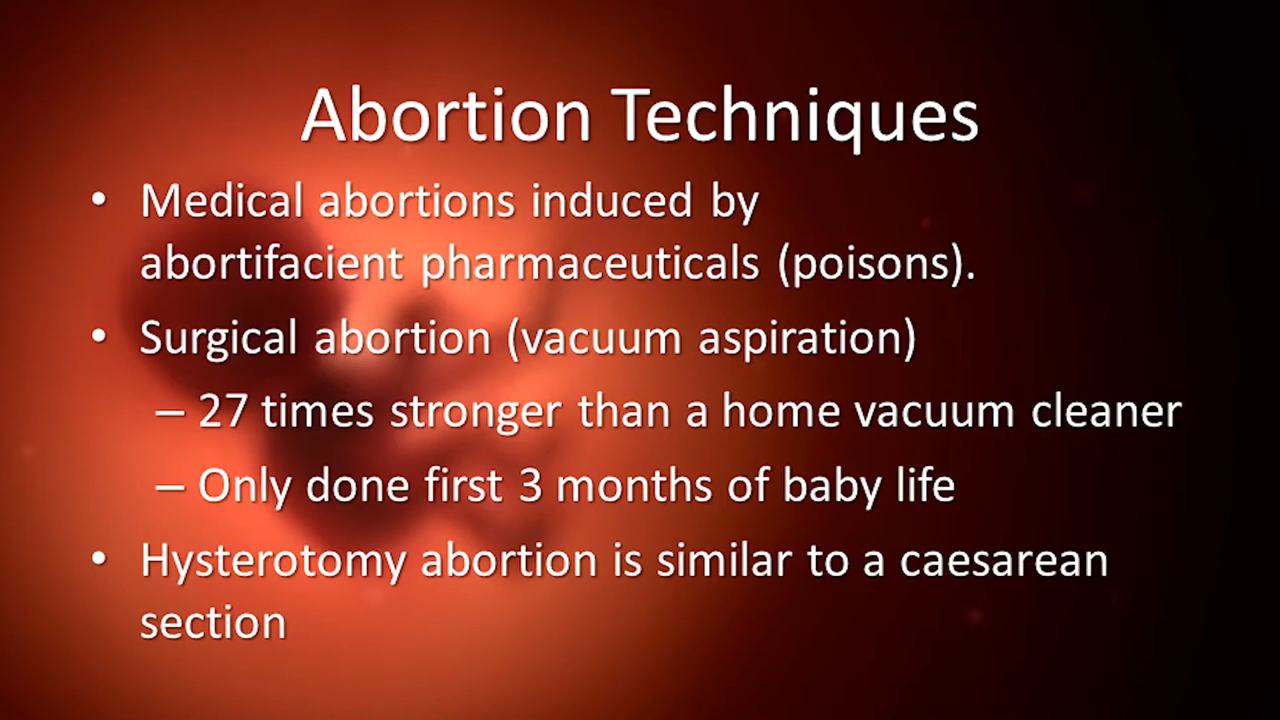 Abortion Techniques
• Medical abortions induced by
abortifacient pharmaceuticals (poisons).
• Surgical abortion (vacuum aspiration)
– 27 times stronger than a home vacuum cleaner
– Only done first 3 months of baby life
• Hysterotomy abortion is similar to a caesarean
section